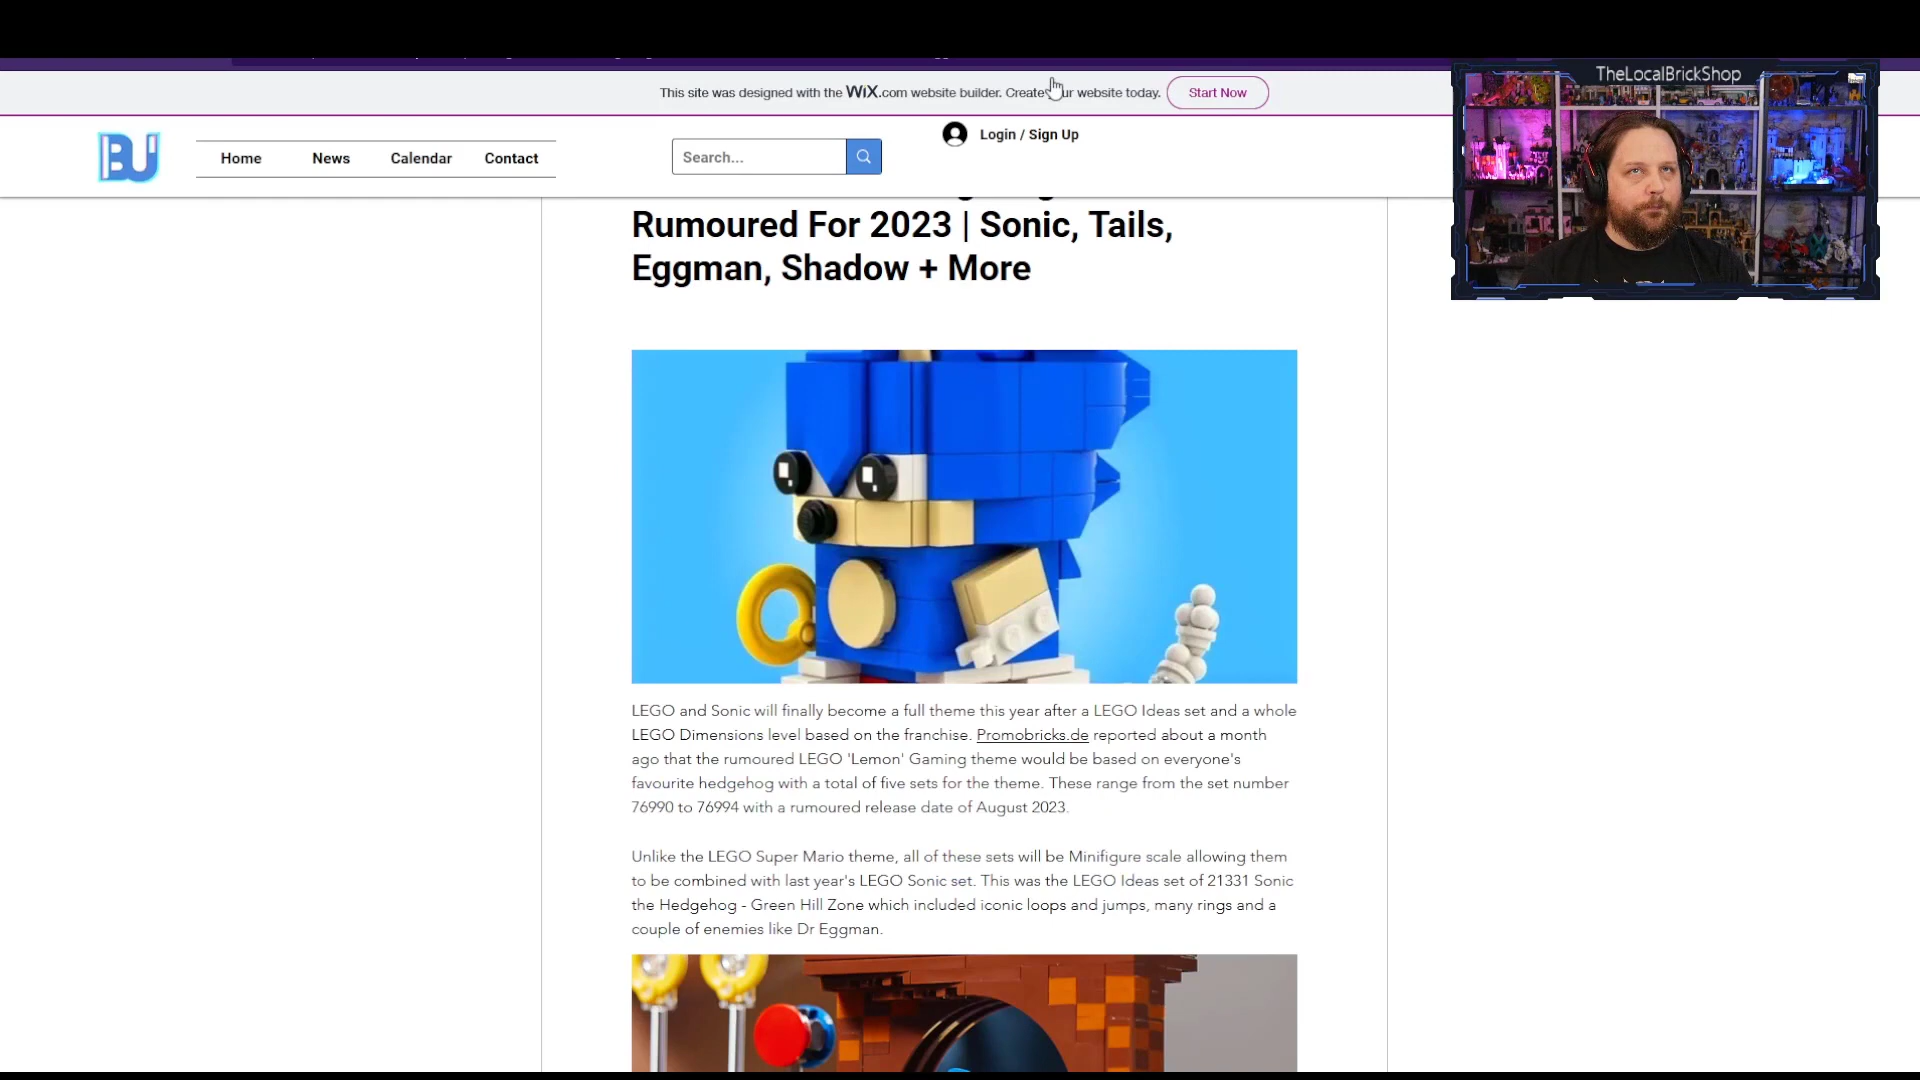 This site was designed with the WiX.com website builder. Create your website today.
Start Now
TheLocalBrickShop
BU
Home
News
Calendar
Contact
Search...
Login / Sign Up
Rumoured For 2023 | Sonic, Tails,
Eggman, Shadow + More
LEGO and Sonic will finally become a full theme this year after a LEGO Ideas set and a whole
LEGO Dimensions level based on the franchise. Promobricks.de reported about a month
ago that the rumoured LEGO 'Lemon' Gaming theme would be based on everyone's
favourite hedgehog with a total of five sets for the theme. These range from the set number
76990 to 76994 with a rumoured release date of August 2023.
Unlike the LEGO Super Mario theme, all of these sets will be Minifigure scale allowing them
to be combined with last year's LEGO Sonic set. This was the LEGO Ideas set of 21331 Sonic
the Hedgehog - Green Hill Zone which included iconic loops and jumps, many rings and a
couple of enemies like Dr Eggman.